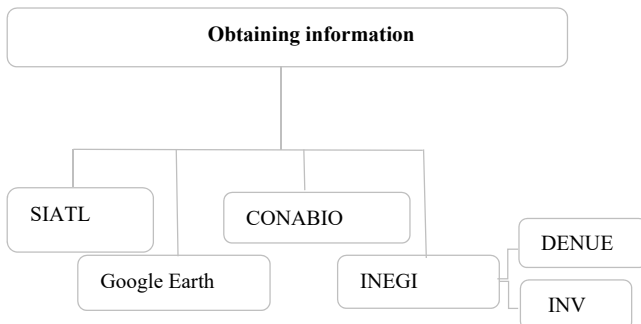 Obtaining information
SIATL
CONABIO
Google Earth
INEGI
DENUE
INV